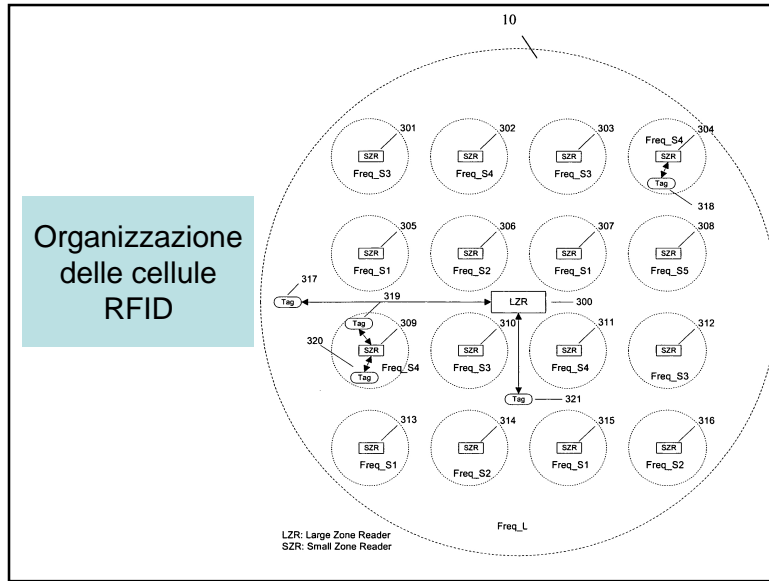 10
301
302
303
Freq_S4
304
SZR
SZR
SZR
SZR
Freq_S3
Freq_S4
Freq_S3
Tag
318
Organizzazione
delle cellule
RFID
305
306
307
308
SZR
SZR
SZR
SZR
Freq_S1
Freq_S2
Freq_S1
Freq_S5
317
319
Tag
LZR
300
Tag
309
310
311
312
320
SZR
SZR
SZR
SZR
Freq_S4
Freq_S3
Freq_S4
Freq_S3
Tag
Tag
321
313
314
315
316
SZR
SZR
SZR
SZR
Freq_S1
Freq_S2
Freq_S1
Freq_S2
Freq_L
LZR: Large Zone Reader
SZR: Small Zone Reader